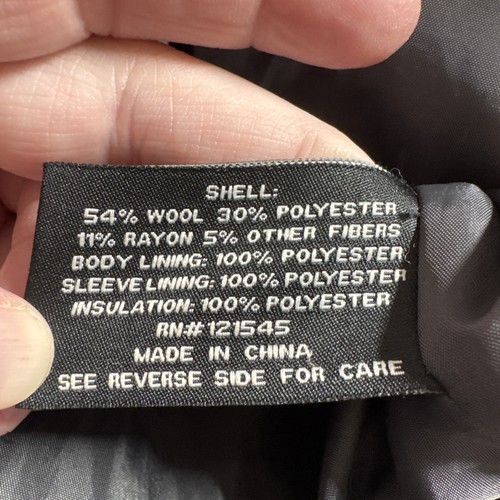 SHELL:
54% WOOL 30% POLYESTER
11% RAYON 5% OTHER FIBERS
BODY LINING: 100% POLYESTER
SLEEVE LINING: 100% POLYESTER
INSULATION: 100% POLYESTER
RN# 121545
MADE IN CHINA
SEE REVERSE SIDE FOR CARE